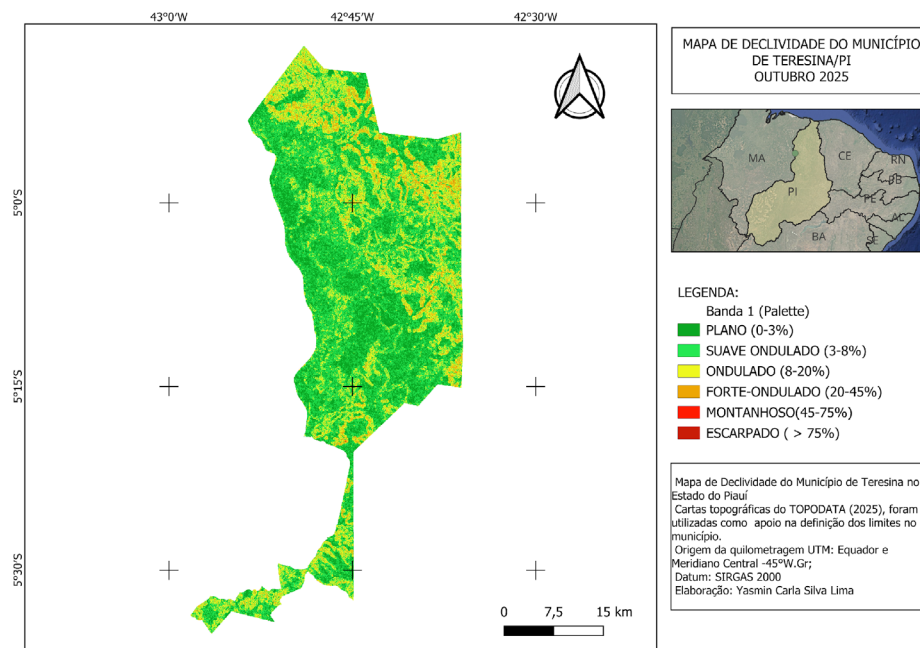 43°0'W 42°45'W 42°30'W
5°0'S
5°15'S
5°30'S
0 7,5 15 km
MAPA DE DECLIVIDADE DO MUNICÍPIO
DE TERESINA/PI
OUTUBRO 2025
MA
CE
RN
PB
PI
PE
AL
BA
SE
LEGENDA:
Banda 1 (Palette)
PLANO (0-3%)
SUAVE ONDULADO (3-8%)
ONDULADO (8-20%)
FORTE-ONDULADO (20-45%)
MONTANHOSO(45-75%)
ESCARPADO ( > 75%)
Mapa de Declividade do Município de Teresina no
Estado do Piauí
Cartas topográficas do TOPODATA (2025), foram
utilizadas como apoio na definição dos limites no
município.
Origem da quilometragem UTM: Equador e
Meridiano Central -45°W.Gr;
Datum: SIRGAS 2000
Elaboração: Yasmin Carla Silva Lima